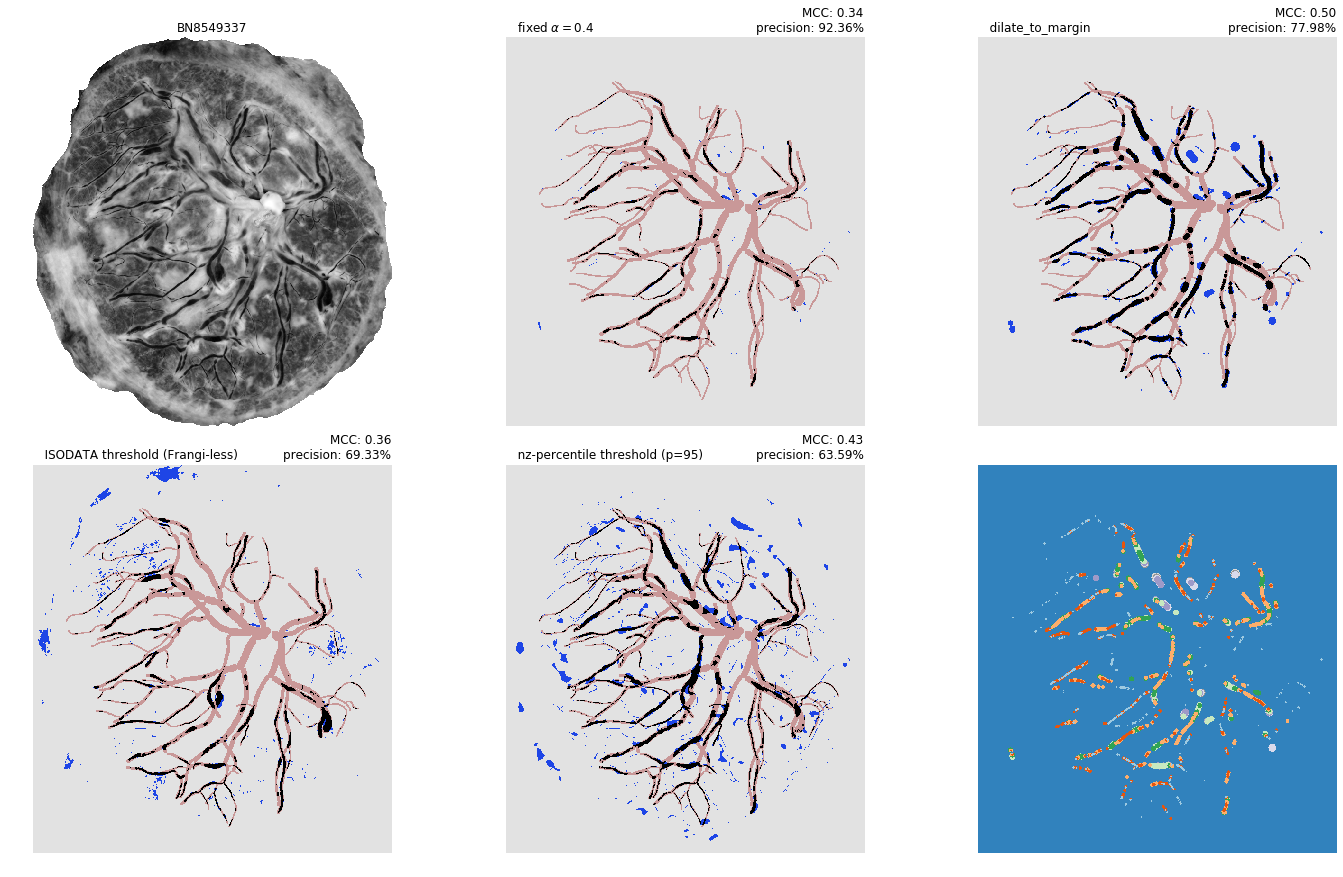 BN8549337
MCC: 0.34
fixed α = 0.4 precision: 92.36%
MCC: 0.50
dilate_to_margin precision: 77.98%
MCC: 0.36
ISODATA threshold (Frangi-less) precision: 69.33%
MCC: 0.43
nz-percentile threshold (p=95) precision: 63.59%